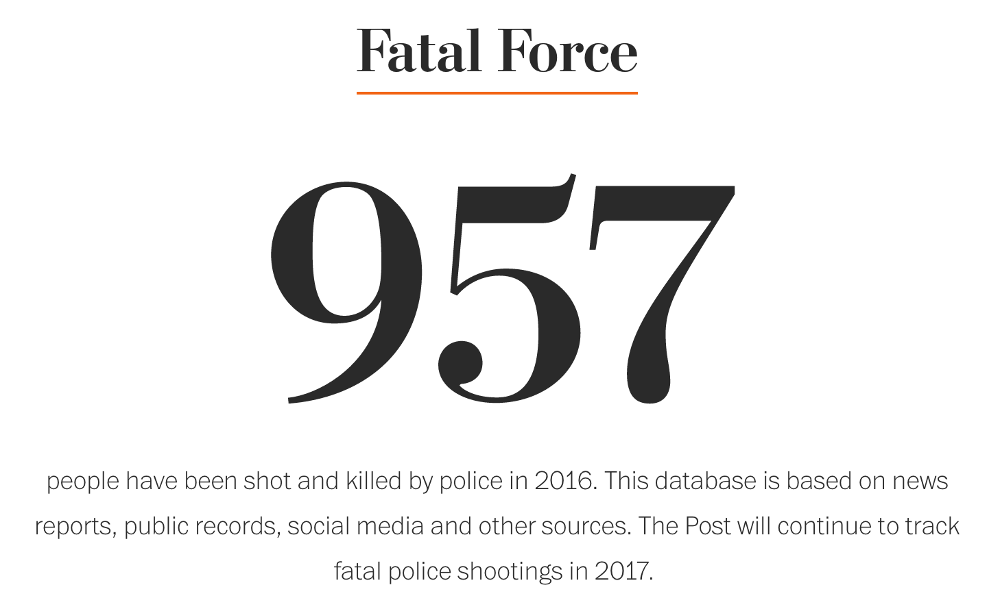 Fatal Force
957
people have been shot and killed by police in 2016. This database is based on news
reports, public records, social media and other sources. The Post will continue to track
fatal police shootings in 2017.